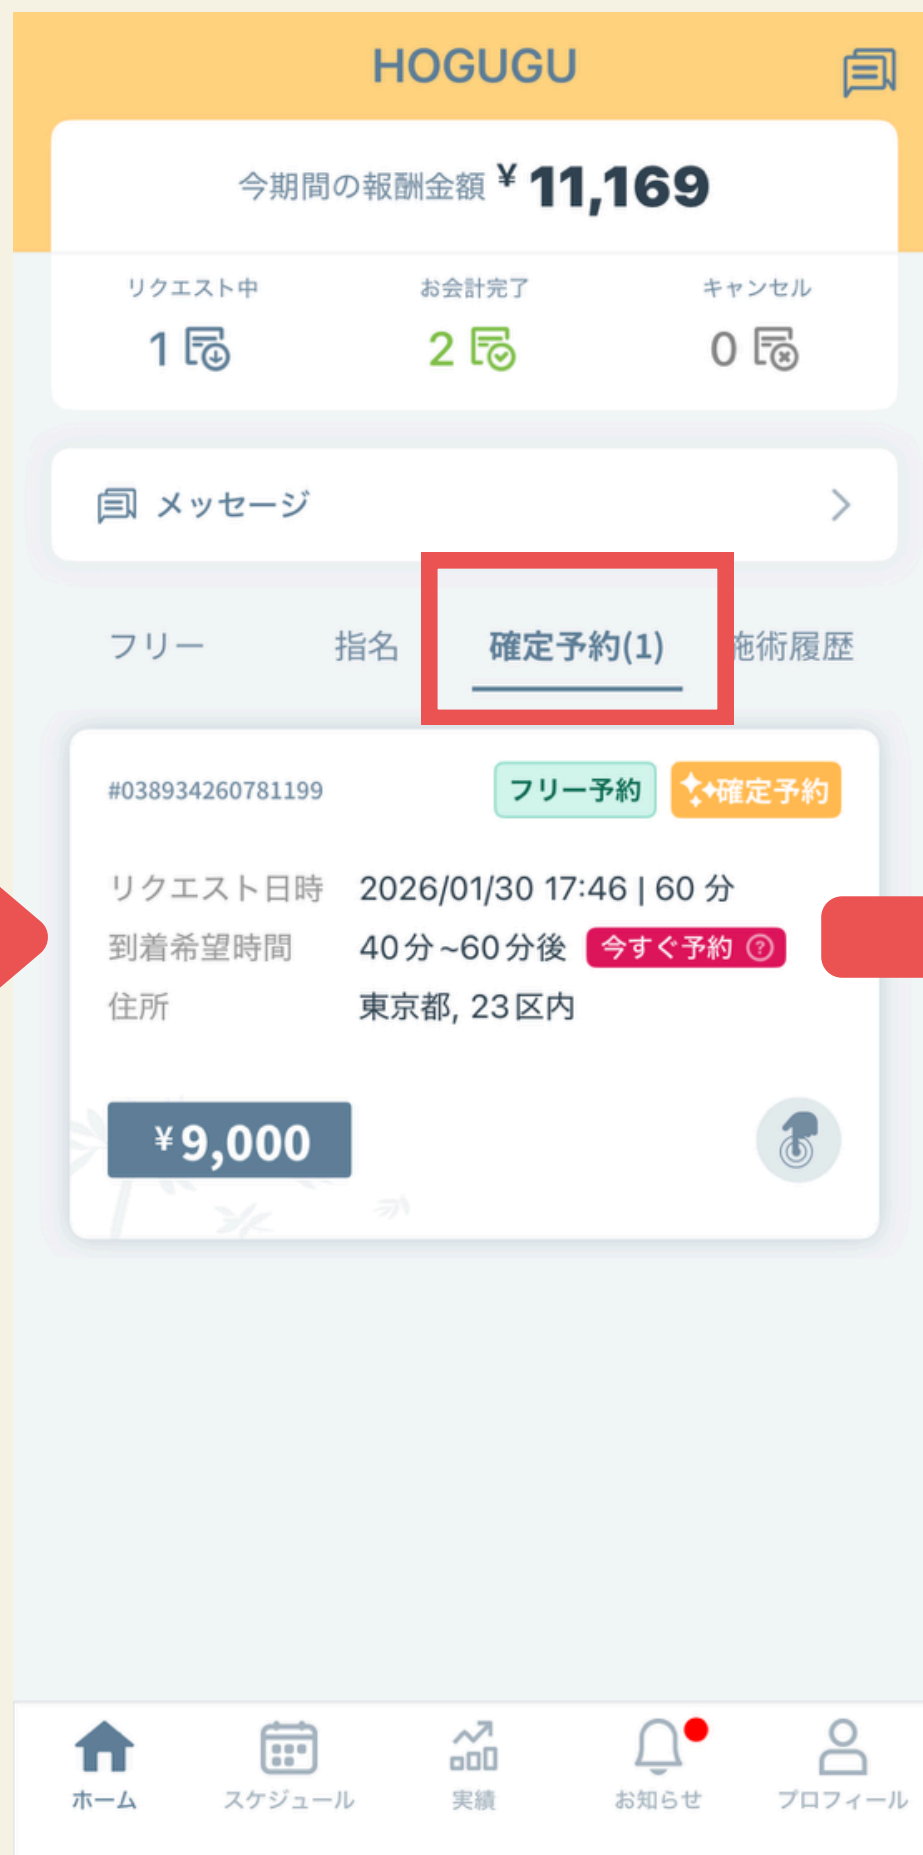 HOGUGU
今期間の報酬金額 ¥ 11,169
リクエスト中 お会計完了 キャンセル
1 2 0
メッセージ
フリー 指名 確定予約(1) 施術履歴
#038934260781199 フリー予約 確定予約
リクエスト日時 2026/01/30 17:46 | 60 分
到着希望時間 40分~60分後 今すぐ予約 ?
住所 東京都, 23区内
¥9,000
ホーム スケジュール 実績 お知らせ プロフィール